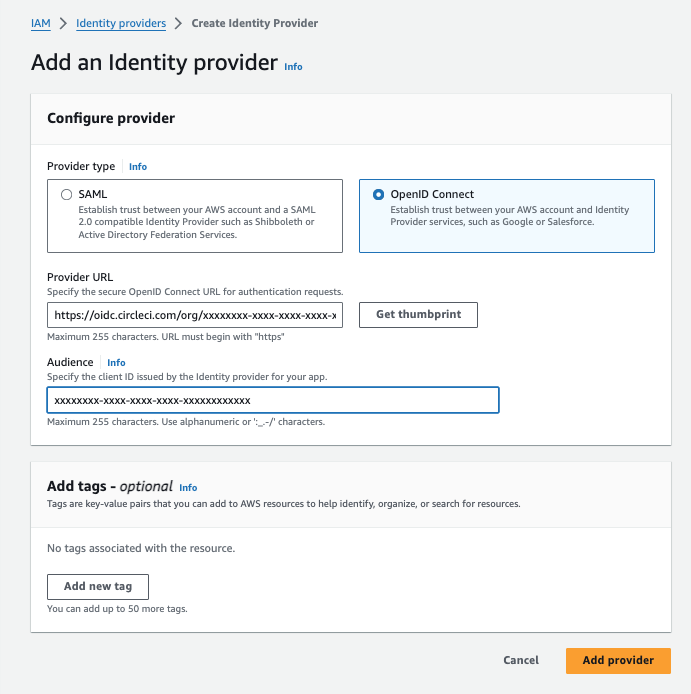 IAM > Identity providers > Create Identity Provider
Add an Identity provider Info
Configure provider
Provider type Info
SAML
Establish trust between your AWS account and a SAML
2.0 compatible Identity Provider such as Shibboleth or
Active Directory Federation Services.
OpenID Connect
Establish trust between your AWS account and Identity
Provider services, such as Google or Salesforce.
Provider URL
Specify the secure OpenID Connect URL for authentication requests.
https://oidc.circleci.com/org/xxxxxxxx-xxxx-xxxx-xxxx-x
Get thumbprint
Maximum 255 characters. URL must begin with "https"
Audience Info
Specify the client ID issued by the Identity provider for your app.
xxxxxxxx-xxxx-xxxx-xxxx-xxxxxxxxxxxx
Maximum 255 characters. Use alphanumeric or ':_.-/' characters.
Add tags - optional Info
Tags are key-value pairs that you can add to AWS resources to help identify, organize, or search for resources.
No tags associated with the resource.
Add new tag
You can add up to 50 more tags.
Cancel
Add provider